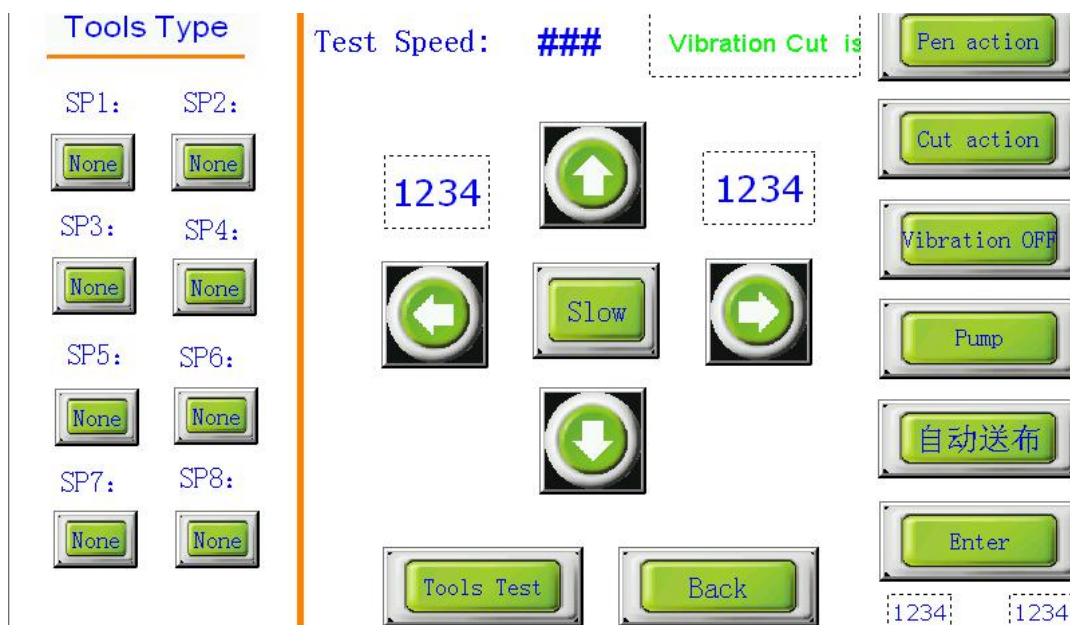 Tools Type
SP1: SP2:
None None
SP3: SP4:
None None
SP5: SP6:
None None
SP7: SP8:
None None
Test Speed: ###
Vibration Cut is
1234 1234
Slow
Tools Test Back
Pen action
Cut action
Vibration OFF
Pump
自动送布
Enter
1234 1234